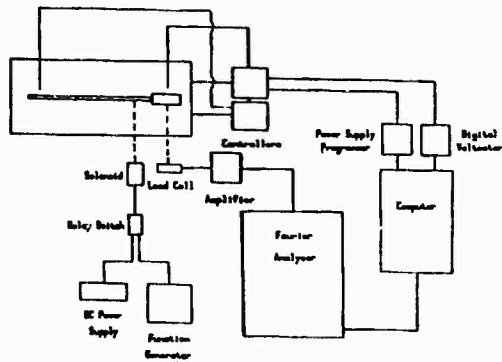 Controllers
Power Supply
Programmer
Digital
Voltmeter
Solenoid
Load Cell
Amplifier
Computer
Relay Switch
Fourier
Analyser
DC Power
Supply
Function
Generator